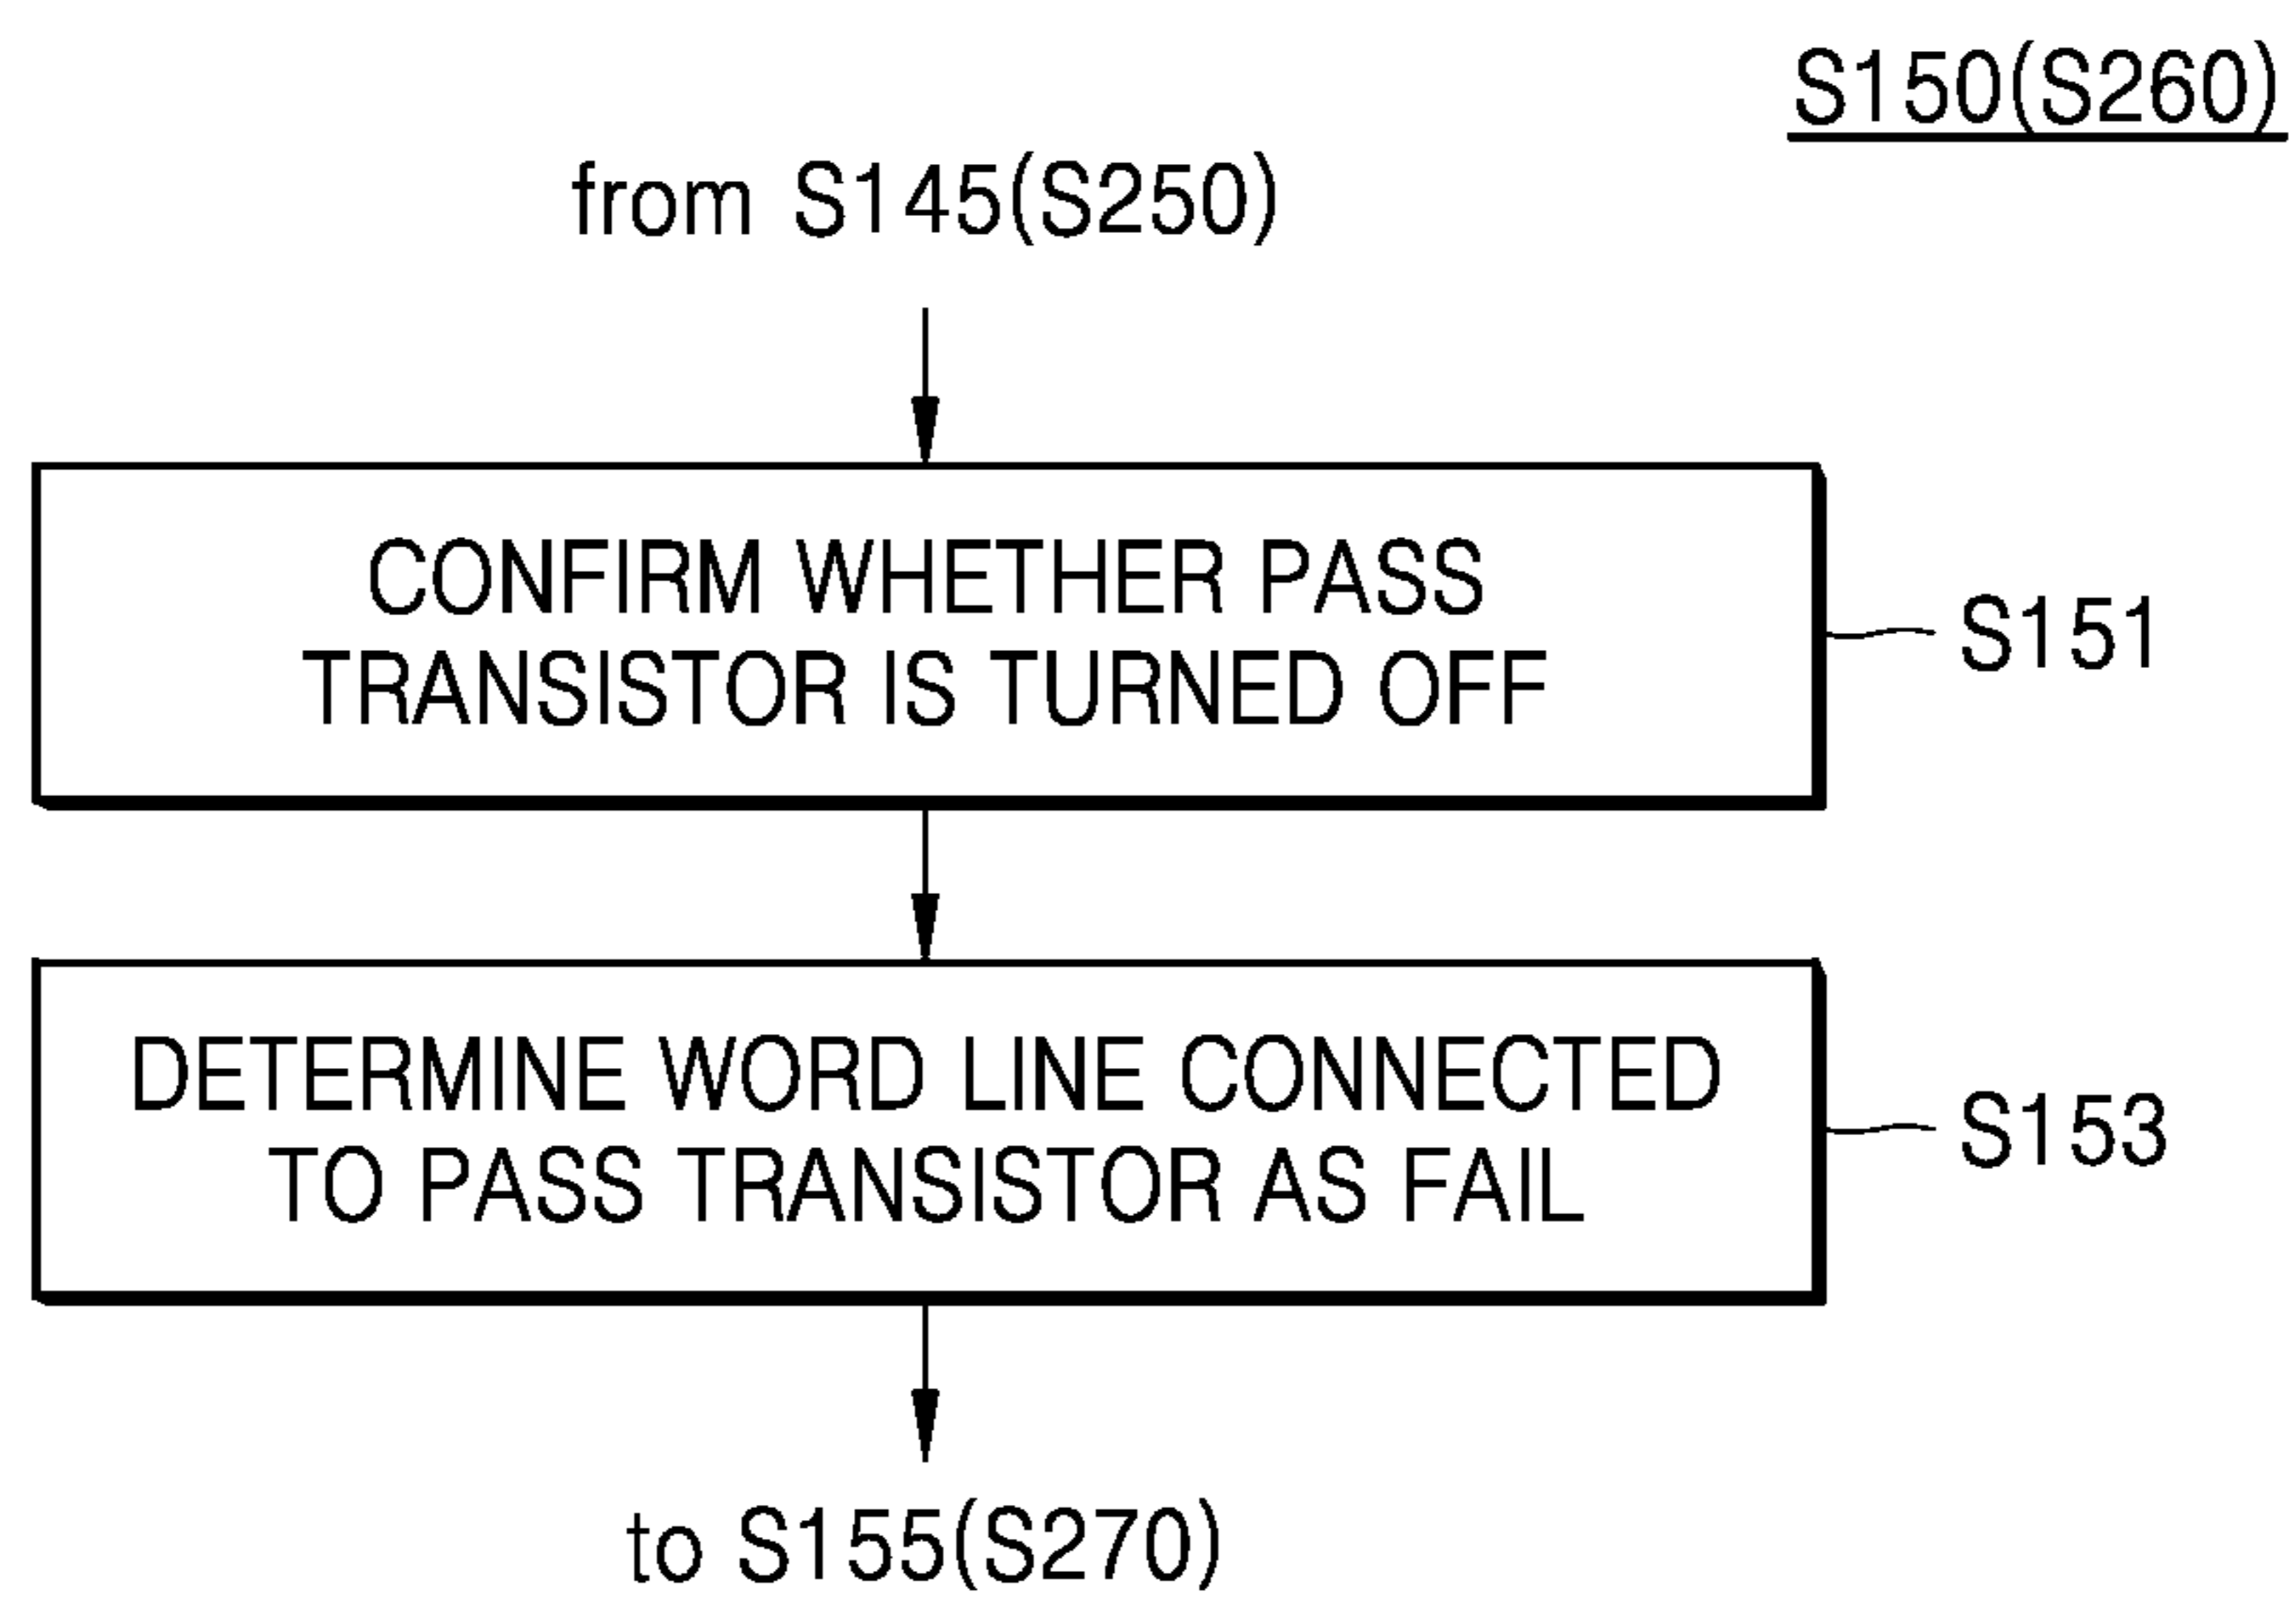 S150(S260)
from S145(S250)
CONFIRM WHETHER PASS
TRANSISTOR IS TURNED OFF
S151
DETERMINE WORD LINE CONNECTED
TO PASS TRANSISTOR AS FAIL
S153
to S155(S270)